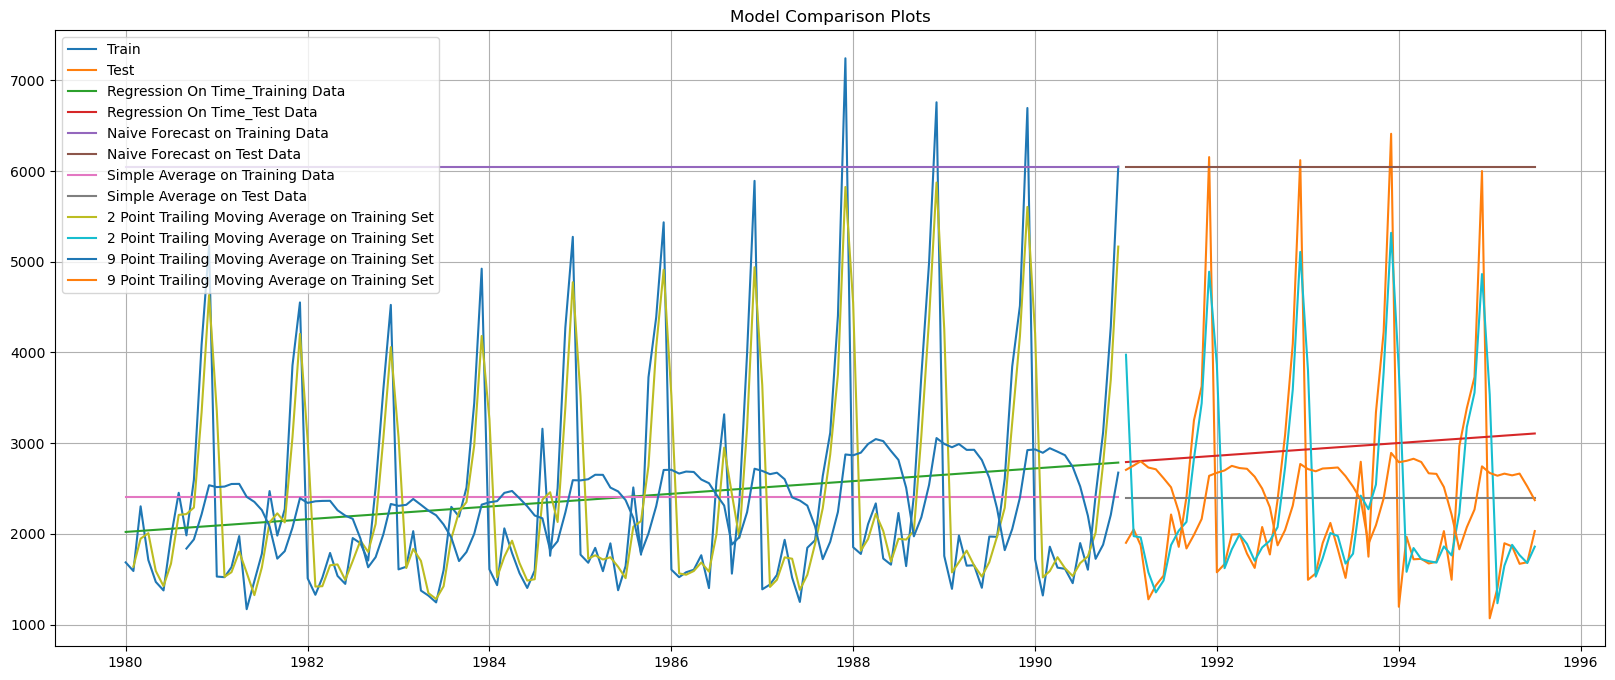 Model Comparison Plots
Train
Test
Regression On Time_Training Data
Regression On Time_Test Data
Naive Forecast on Training Data
Naive Forecast on Test Data
Simple Average on Training Data
Simple Average on Test Data
2 Point Trailing Moving Average on Training Set
2 Point Trailing Moving Average on Training Set
9 Point Trailing Moving Average on Training Set
9 Point Trailing Moving Average on Training Set
7000
6000
5000
4000
3000
2000
1000
1980 1982 1984 1986 1988 1990 1992 1994 1996